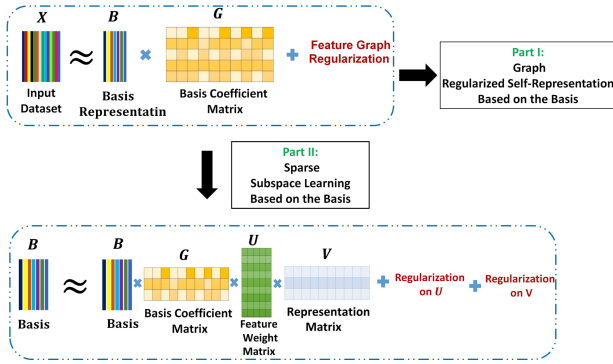 X
B
G
≈
×
+
Feature Graph
Regularization
Input
Dataset
Basis
Representatin
Basis Coefficient
Matrix
Part I:
Graph
Regularized Self-Representation
Based on the Basis
Part II:
Sparse
Subspace Learning
Based on the Basis
B
B
G
U
V
≈
×
×
×
+
Regularization
on U
+
Regularization
on V
Basis
Basis
Basis Coefficient
Matrix
Feature
Weight
Matrix
Representation
Matrix